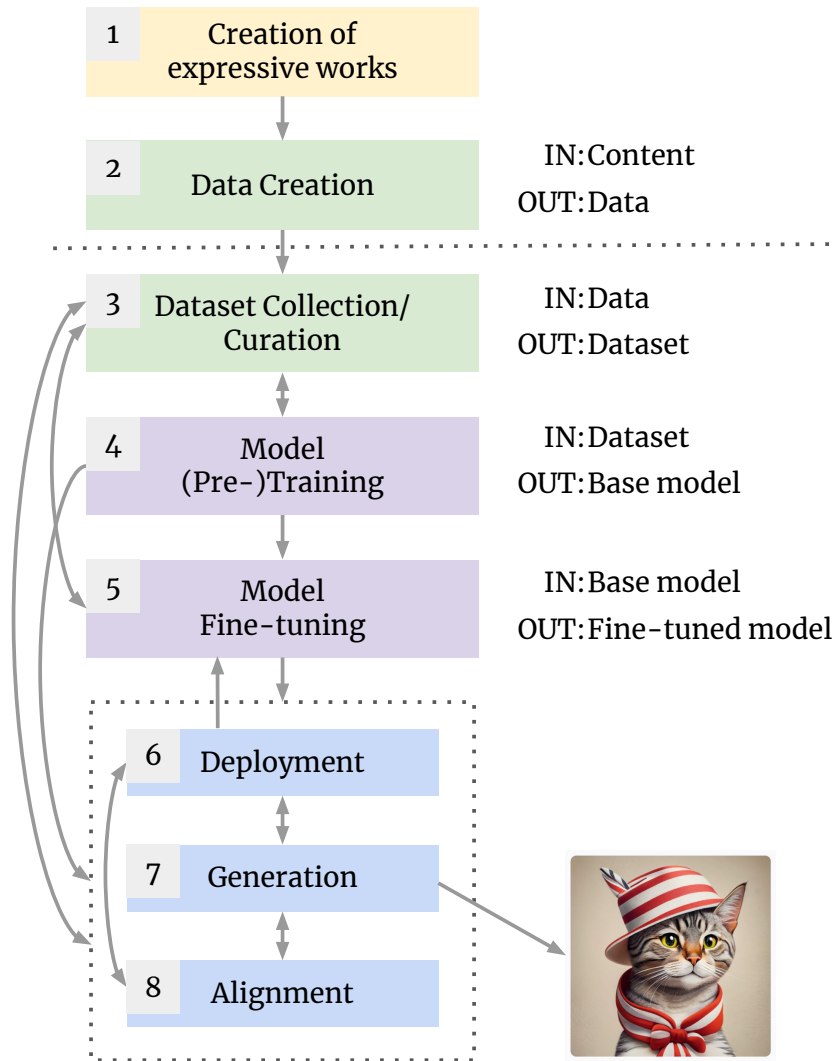 1
Creation of
expressive works
2
Data Creation
IN: Content
OUT: Data
3
Dataset Collection/
Curation
IN: Data
OUT: Dataset
4
Model
(Pre-)Training
IN: Dataset
OUT: Base model
5
Model
Fine-tuning
IN: Base model
OUT: Fine-tuned model
6
Deployment
7
Generation
8
Alignment